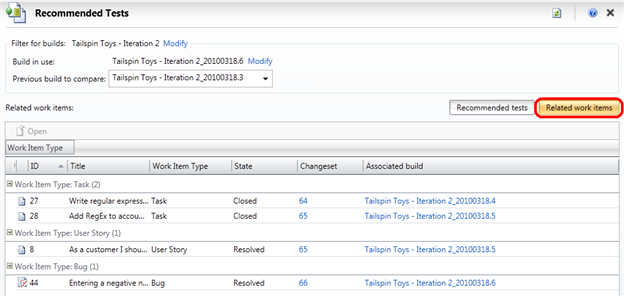 Recommended Tests
Filter for builds: Tailspin Toys - Iteration 2 Modify
Build in use: Tailspin Toys - Iteration 2_20100318.6 Modify
Previous build to compare: Tailspin Toys - Iteration 2_20100318.3
Related work items: Recommended tests Related work items
Open
Work Item Type
ID Title Work Item Type State Changeset Associated build
Work Item Type: Task (2)
27 Write regular express... Task Closed 64 Tailspin Toys - Iteration 2_20100318.4
28 Add RegEx to accou... Task Closed 65 Tailspin Toys - Iteration 2_20100318.5
Work Item Type: User Story (1)
8 As a customer I shou... User Story Resolved 65 Tailspin Toys - Iteration 2_20100318.5
Work Item Type: Bug (1)
44 Entering a negative n... Bug Resolved 66 Tailspin Toys - Iteration 2_20100318.6